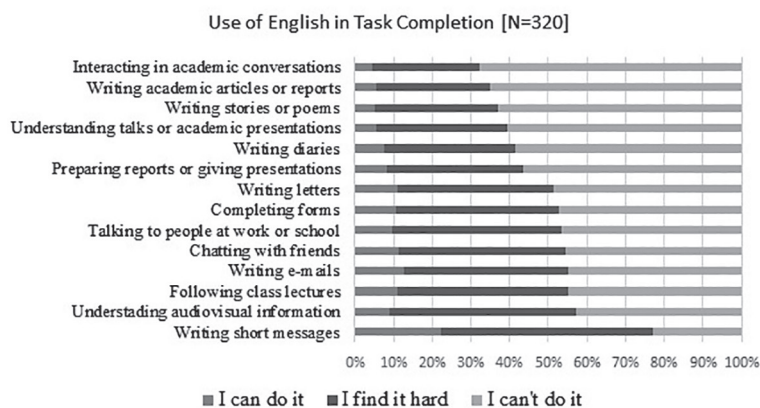 Use of English in Task Completion [N=320]
Interacting in academic conversations
Writing academic articles or reports
Writing stories or poems
Understanding talks or academic presentations
Writing diaries
Preparing reports or giving presentations
Writing letters
Completing forms
Talking to people at work or school
Chatting with friends
Writing e-mails
Following class lectures
Understading audiovisual information
Writing short messages
0% 10% 20% 30% 40% 50% 60% 70% 80% 90% 100%
I can do it I find it hard I can't do it